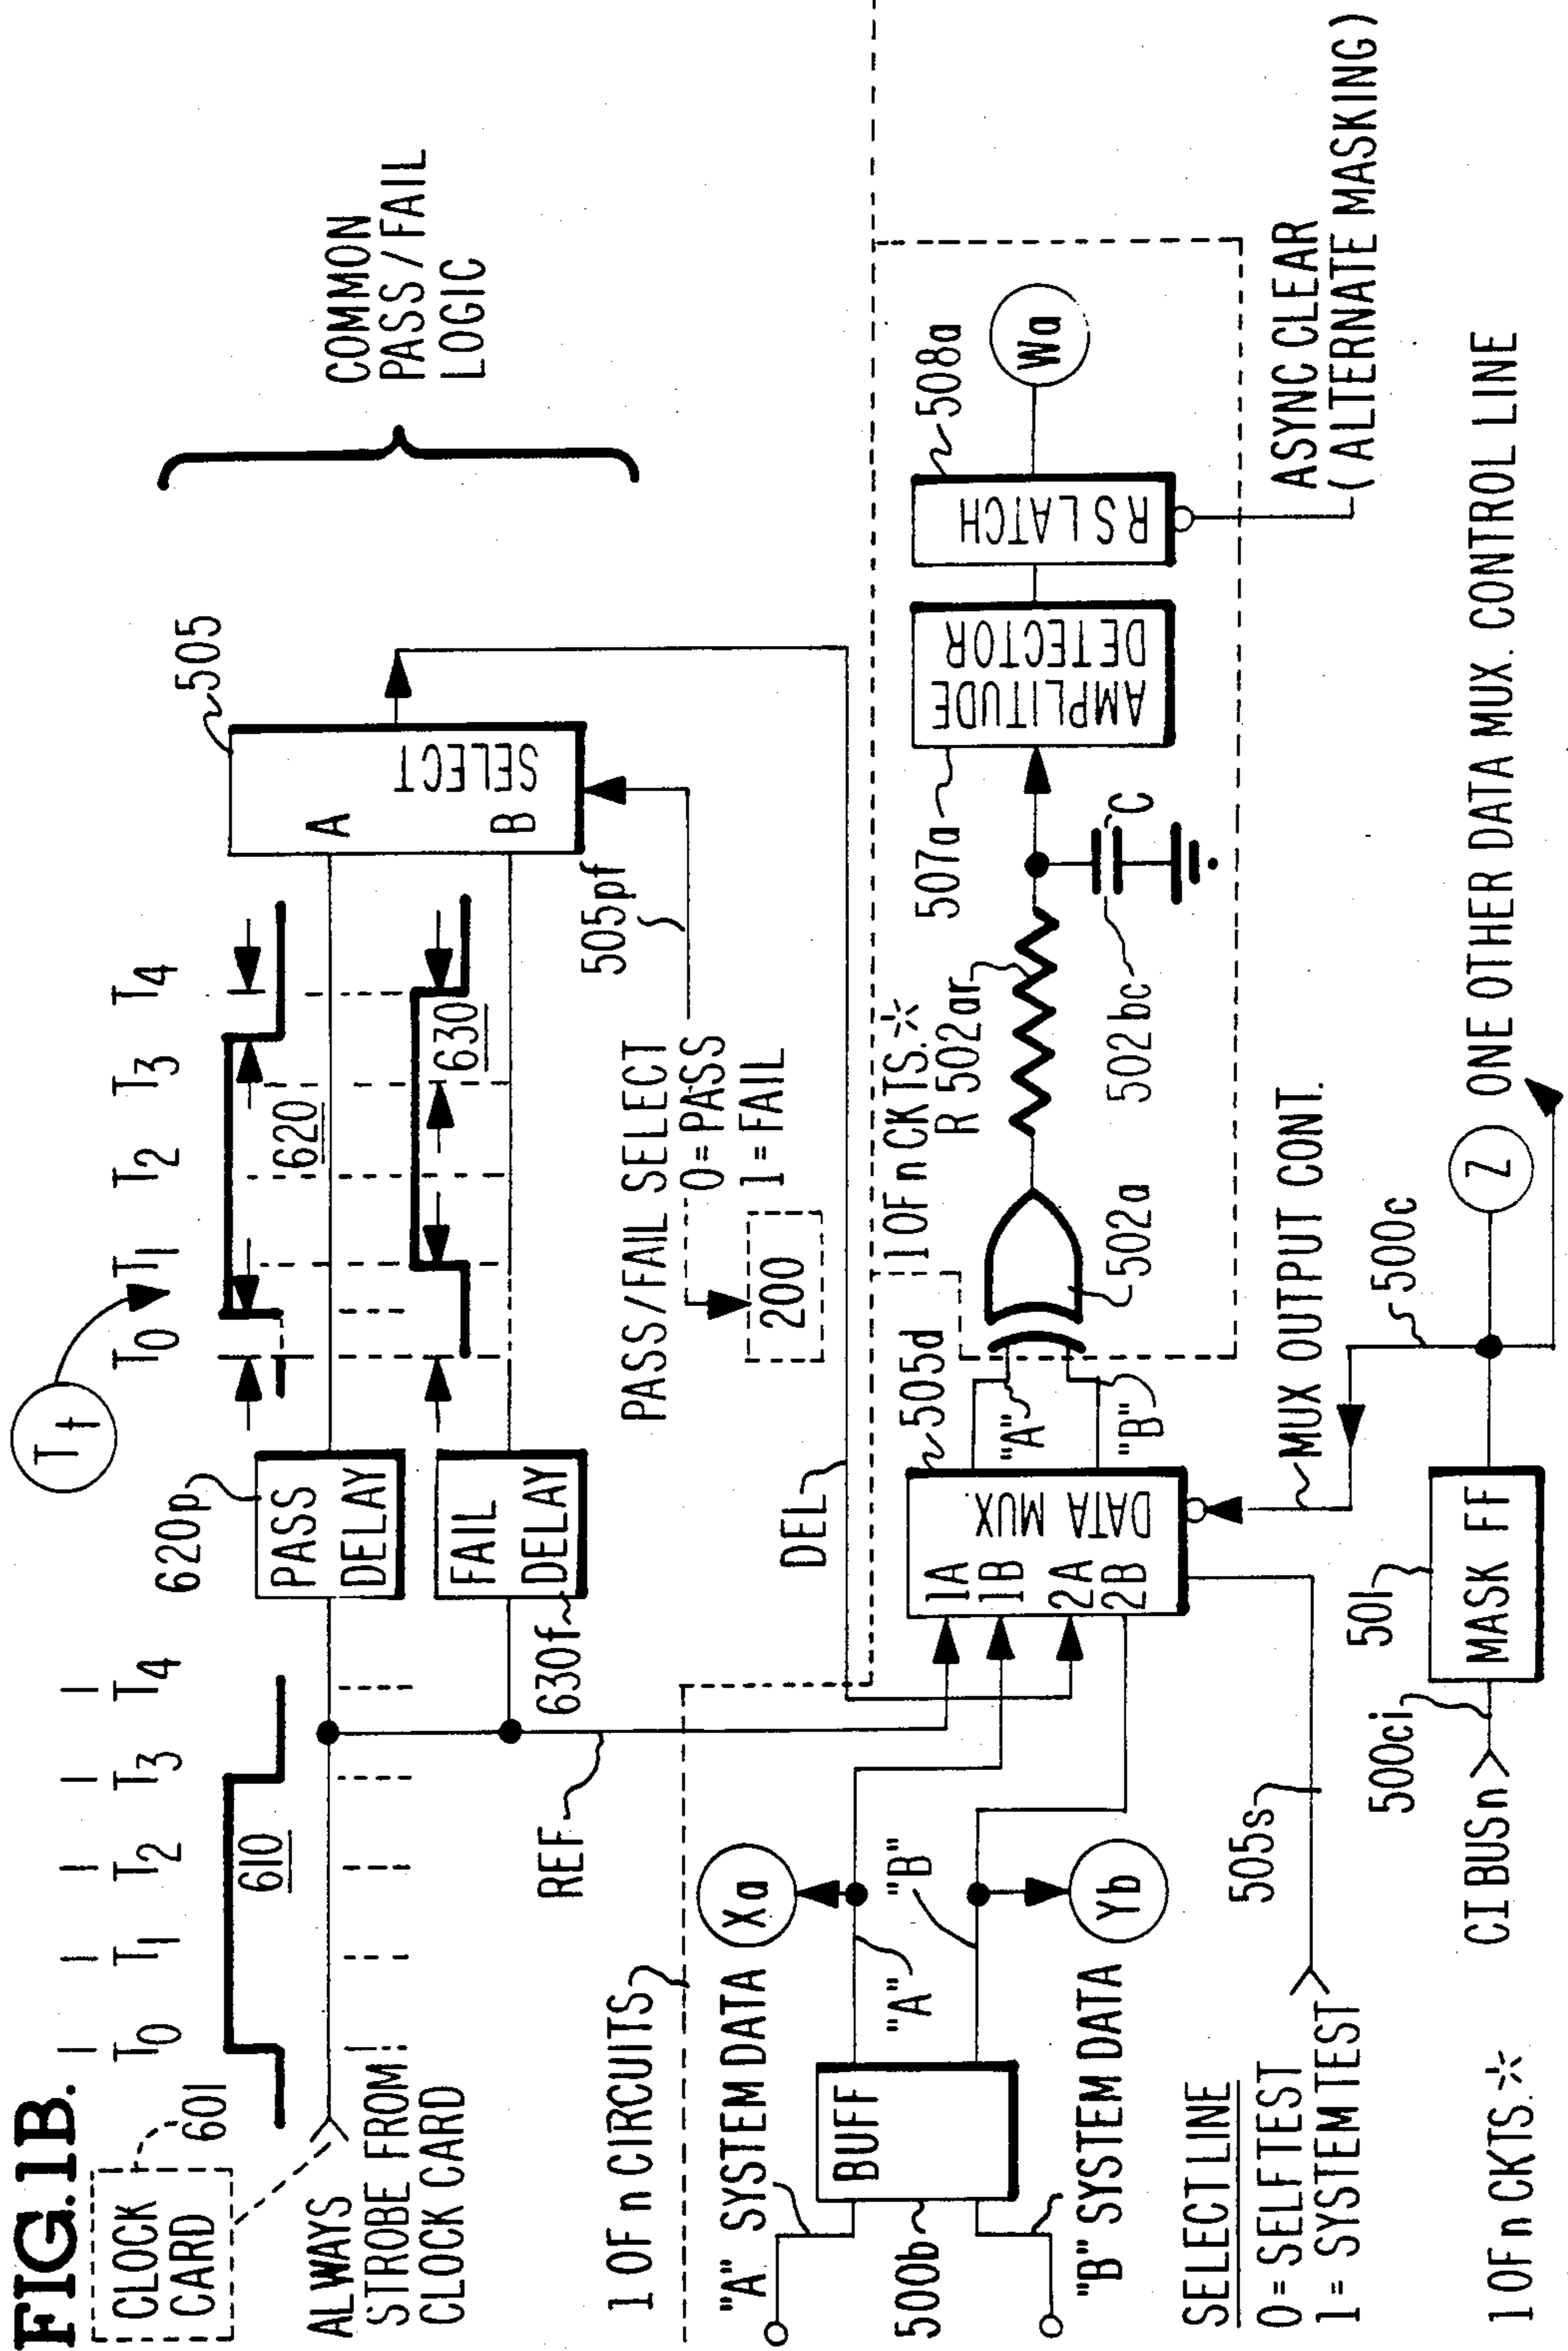 FIG.1B.
CLOCK
CARD
601
ALWAYS
STROBE FROM
CLOCK CARD
T0 T1 T2 T3 T4
610
620p
PASS
DELAY
FAIL
DELAY
630f
REF
Tt
T0 T1 T2 T3 T4
620
630
505
A
B
SELECT
505pf
COMMON
PASS/FAIL
LOGIC
PASS/FAIL SELECT
0=PASS
1=FAIL
200
DEL
1 OF n CIRCUITS
"A" SYSTEM DATA
Xa
BUFF
500b
"A"
"B"
"B" SYSTEM DATA
Yb
505d
1A
1B
2A
2B
DATA MUX.
"A"
"B"
1 OF n CKTS.*
R 502ar
502a
502bc
C
507a
AMPLITUDE
DETECTOR
508a
RS LATCH
Wa
ASYNC CLEAR
(ALTERNATE MASKING)
SELECT LINE
0=SELF TEST
1=SYSTEM TEST
505s
MUX OUTPUT CONT.
500c
CI BUS n
500ci
501
MASK FF
Z
ONE OTHER DATA MUX. CONTROL LINE
1 OF n CKTS.*